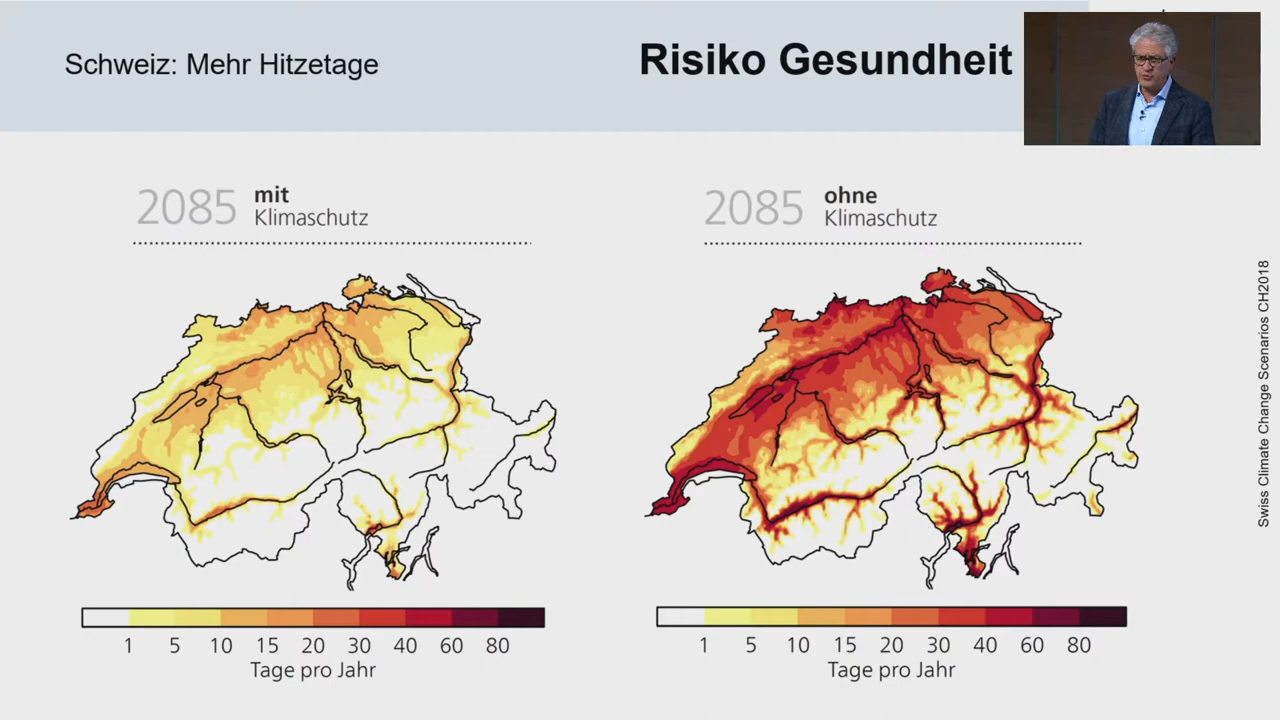 Schweiz: Mehr Hitzetage
Risiko Gesundheit
2085 mit
Klimaschutz
2085 ohne
Klimaschutz
1 5 10 15 20 30 40 60 80
Tage pro Jahr
1 5 10 15 20 30 40 60 80
Tage pro Jahr
Swiss Climate Change Scenarios CH2018